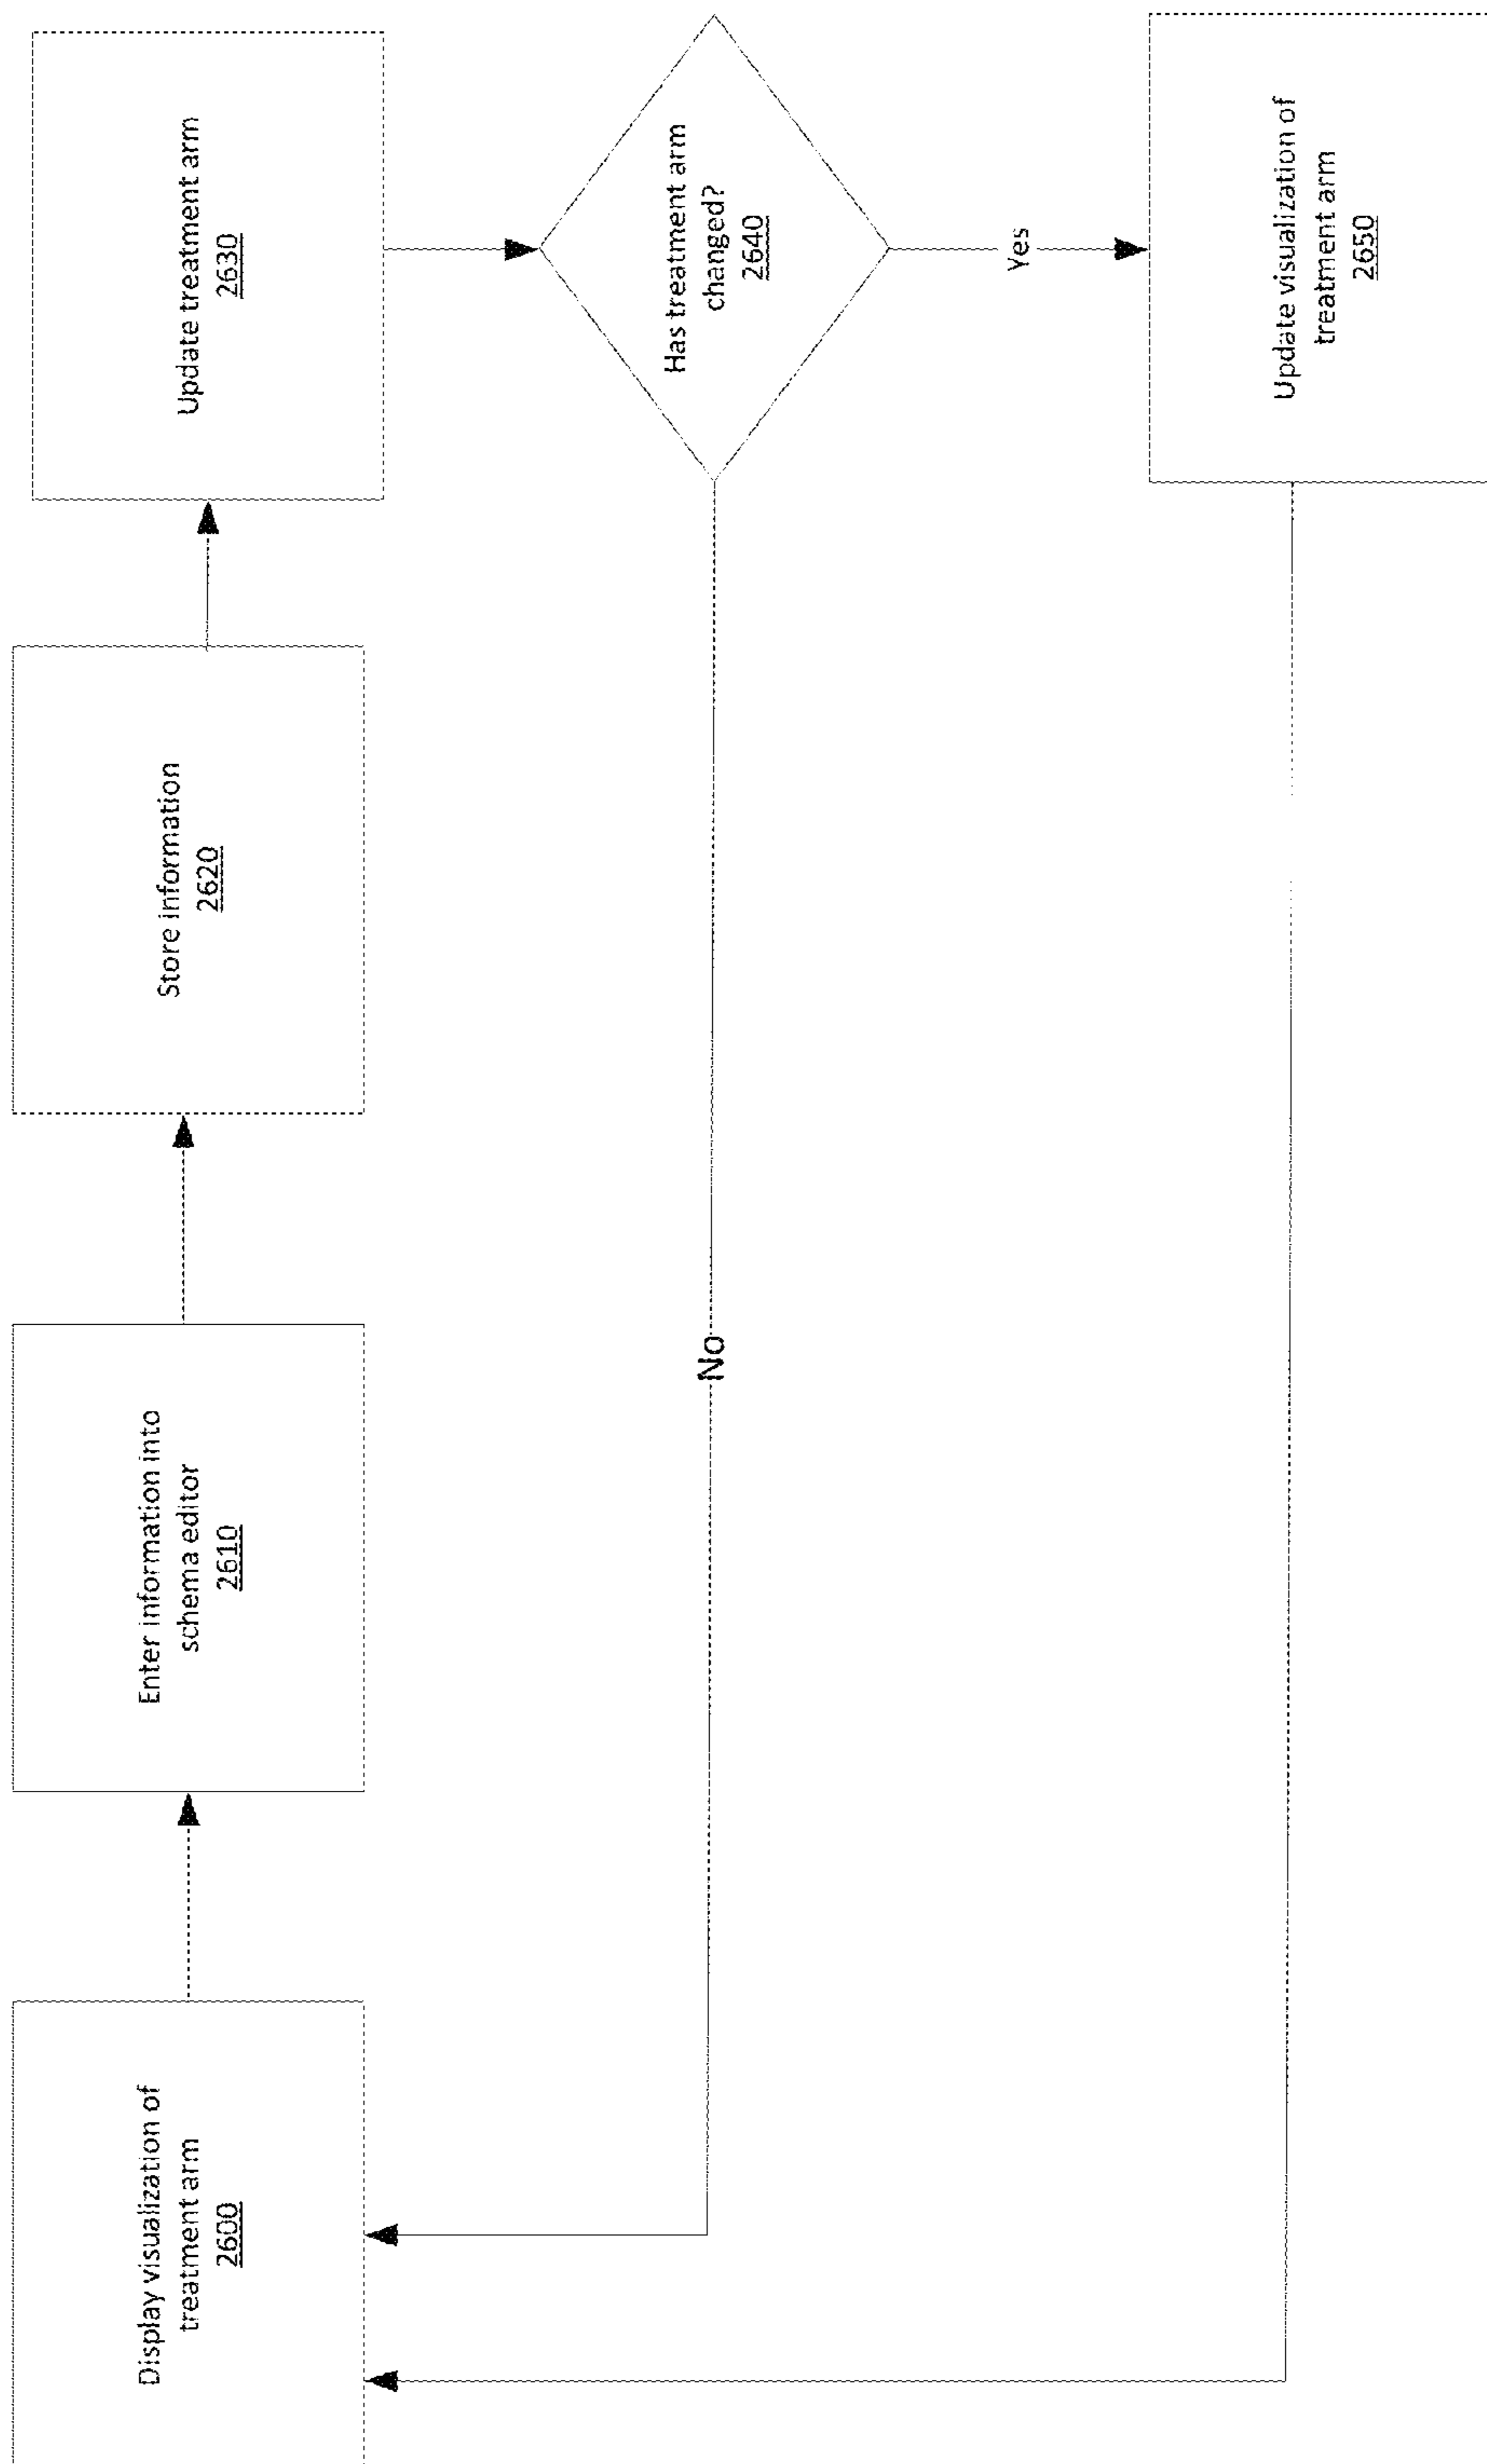 Display visualization of
treatment arm
2600
Enter information into
schema editor
2610
Store information
2620
Update treatment arm
2630
Has treatment arm
changed?
2640
No
Yes
Update visualization of
treatment arm
2650